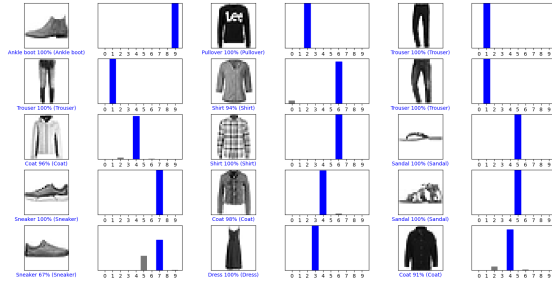 Lee
0 1 2 3 4 5 6 7 8 9
0 1 2 3 4 5 6 7 8 9
0 1 2 3 4 5 6 7 8 9
Ankle boot 100% (Ankle boot)
Pullover 100% (Pullover)
Trouser 100% (Trouser)
0 1 2 3 4 5 6 7 8 9
0 1 2 3 4 5 6 7 8 9
0 1 2 3 4 5 6 7 8 9
Trouser 100% (Trouser)
Shirt 94% (Shirt)
Trouser 100% (Trouser)
0 1 2 3 4 5 6 7 8 9
0 1 2 3 4 5 6 7 8 9
0 1 2 3 4 5 6 7 8 9
Coat 96% (Coat)
Shirt 100% (Shirt)
Sandal 100% (Sandal)
0 1 2 3 4 5 6 7 8 9
0 1 2 3 4 5 6 7 8 9
0 1 2 3 4 5 6 7 8 9
Sneaker 100% (Sneaker)
Coat 98% (Coat)
Sandal 100% (Sandal)
0 1 2 3 4 5 6 7 8 9
0 1 2 3 4 5 6 7 8 9
0 1 2 3 4 5 6 7 8 9
Sneaker 67% (Sneaker)
Dress 100% (Dress)
Coat 91% (Coat)